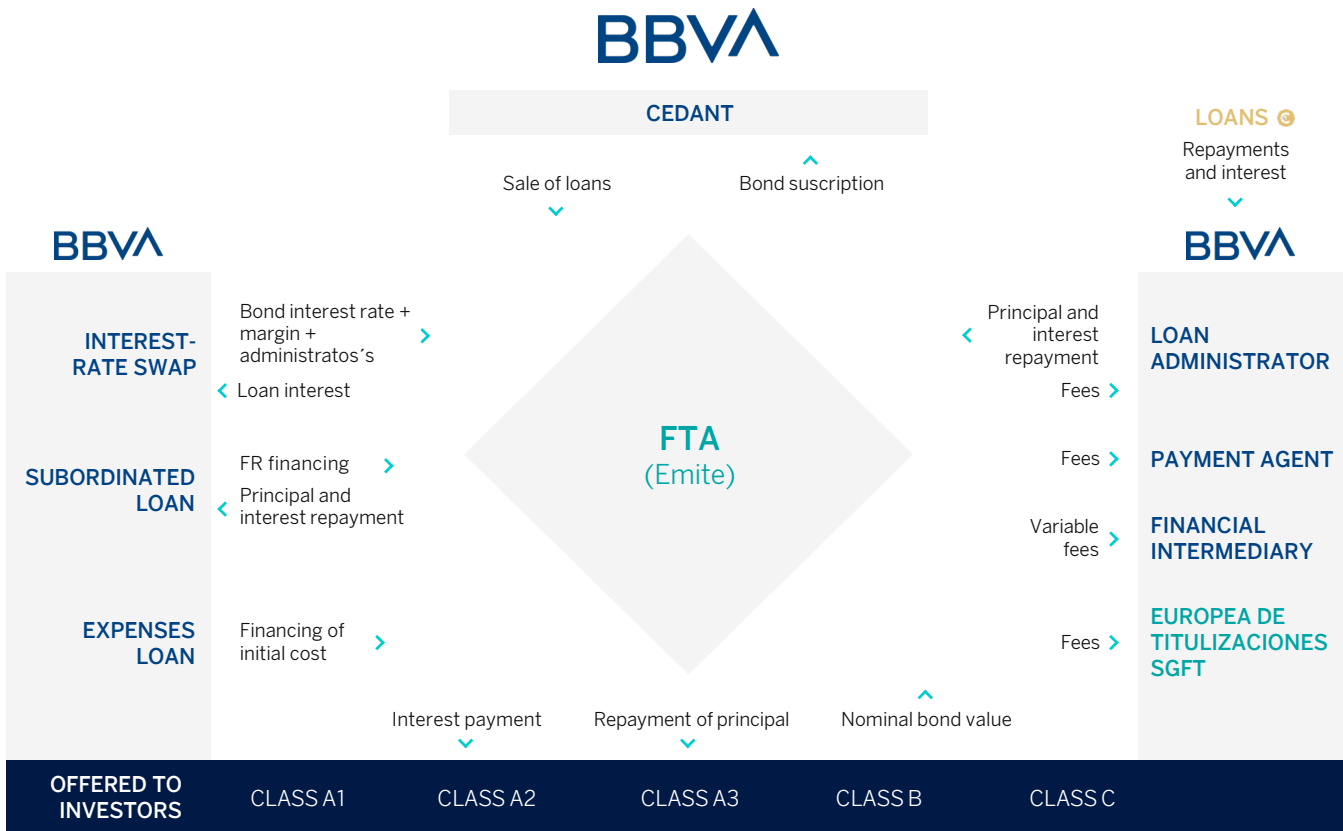 BBVA
CEDANT
LOANS
Repayments
and interest
Sale of loans
Bond suscription
BBVA
BBVA
INTEREST-
RATE SWAP
Bond interest rate +
margin +
administratos´s
Loan interest
Principal and
interest
repayment
Fees
LOAN
ADMINISTRATOR
FTA
(Emite)
SUBORDINATED
LOAN
FR financing
Principal and
interest repayment
Fees
PAYMENT AGENT
Variable
fees
FINANCIAL
INTERMEDIARY
EXPENSES
LOAN
Financing of
initial cost
Fees
EUROPEA DE
TITULIZACIONES
SGFT
Interest payment
Repayment of principal
Nominal bond value
OFFERED TO
INVESTORS
CLASS A1
CLASS A2
CLASS A3
CLASS B
CLASS C